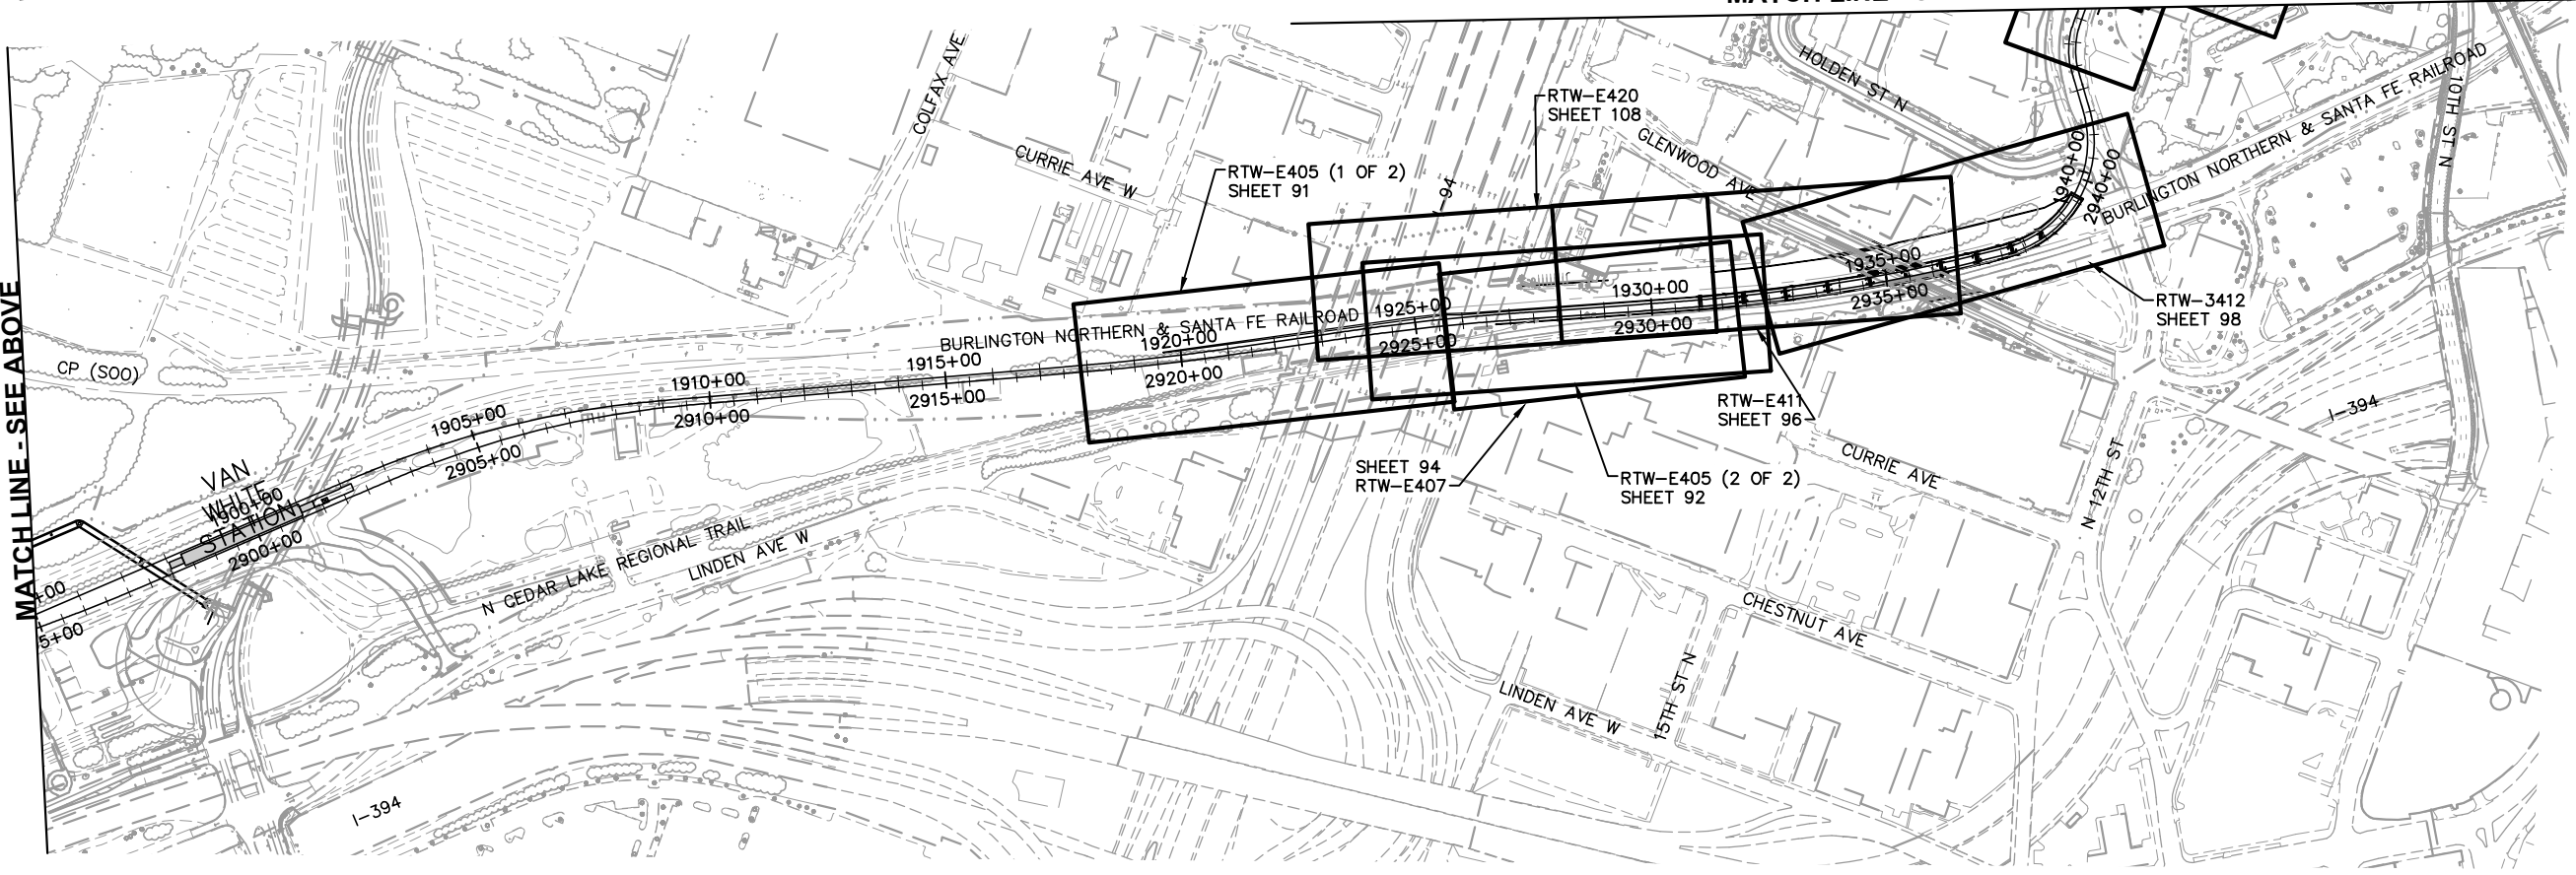 MATCH LINE - SEE ABOVE
COLFAX AVE
CURRIE AVE W
RTW-E405 (1 OF 2)
SHEET 91
RTW-E420
SHEET 108
I-94
HOLDEN ST N
GLENWOOD AVE
BURLINGTON NORTHERN & SANTA FE RAILROAD
10TH ST N
1940+00
2940+00
RTW-3412
SHEET 98
CP (SOO)
BURLINGTON NORTHERN & SANTA FE RAILROAD
1905+00
2905+00
1910+00
2910+00
1915+00
2915+00
1920+00
2920+00
1925+00
2925+00
1930+00
2930+00
1935+00
2935+00
VAN
WHITE
STATION
1900+00
2900+00
+00
5+00
N CEDAR LAKE REGIONAL TRAIL
LINDEN AVE W
SHEET 94
RTW-E407
RTW-E405 (2 OF 2)
SHEET 92
RTW-E411
SHEET 96
CURRIE AVE
N 12TH ST
I-394
CHESTNUT AVE
15TH ST N
LINDEN AVE W
I-394